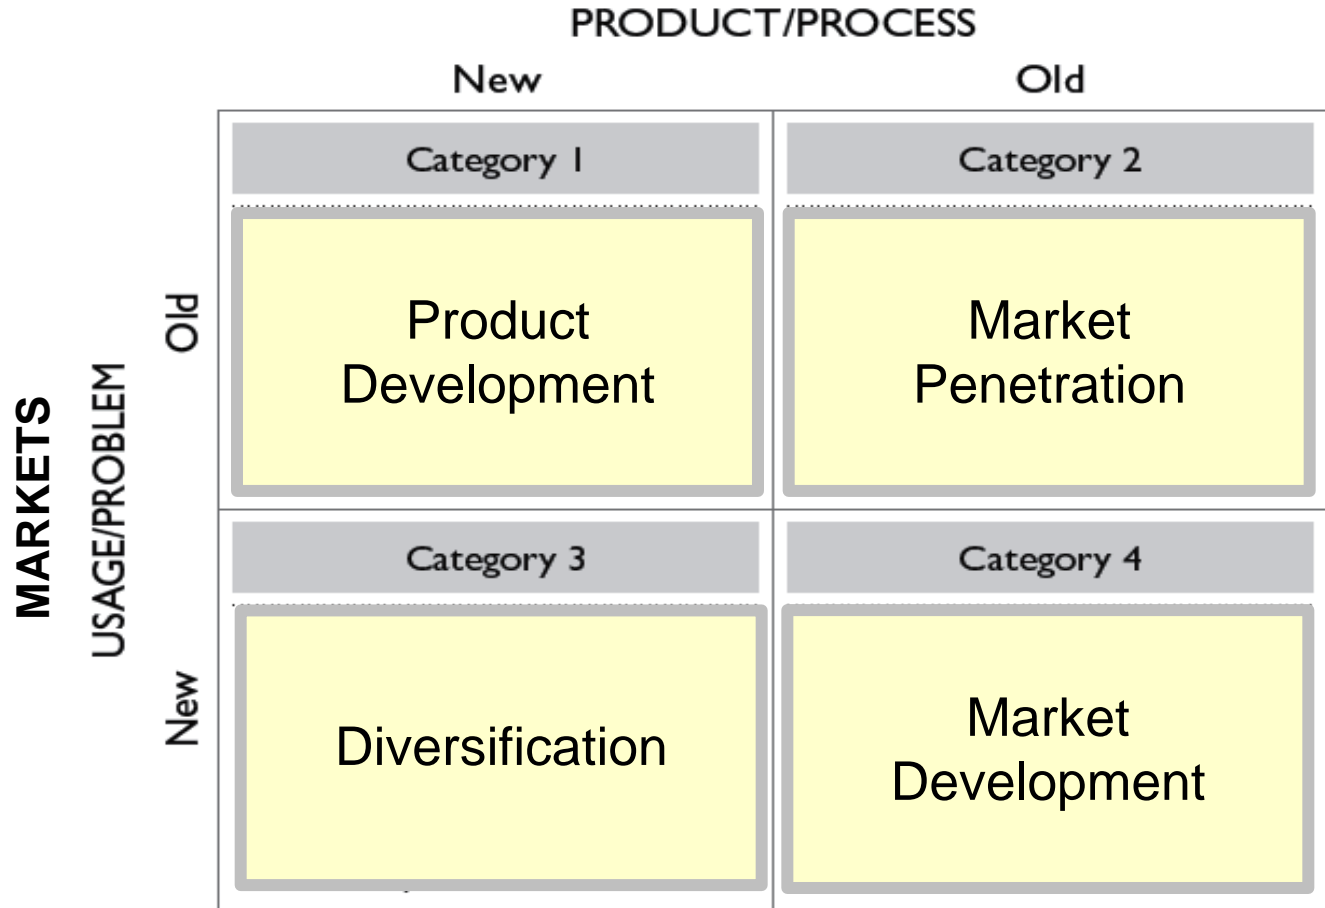 PRODUCT/PROCESS
New
Old
MARKETS
USAGE/PROBLEM
Old
Category 1
Category 2
Product
Development
Market
Penetration
New
Category 3
Category 4
Diversification
Market
Development